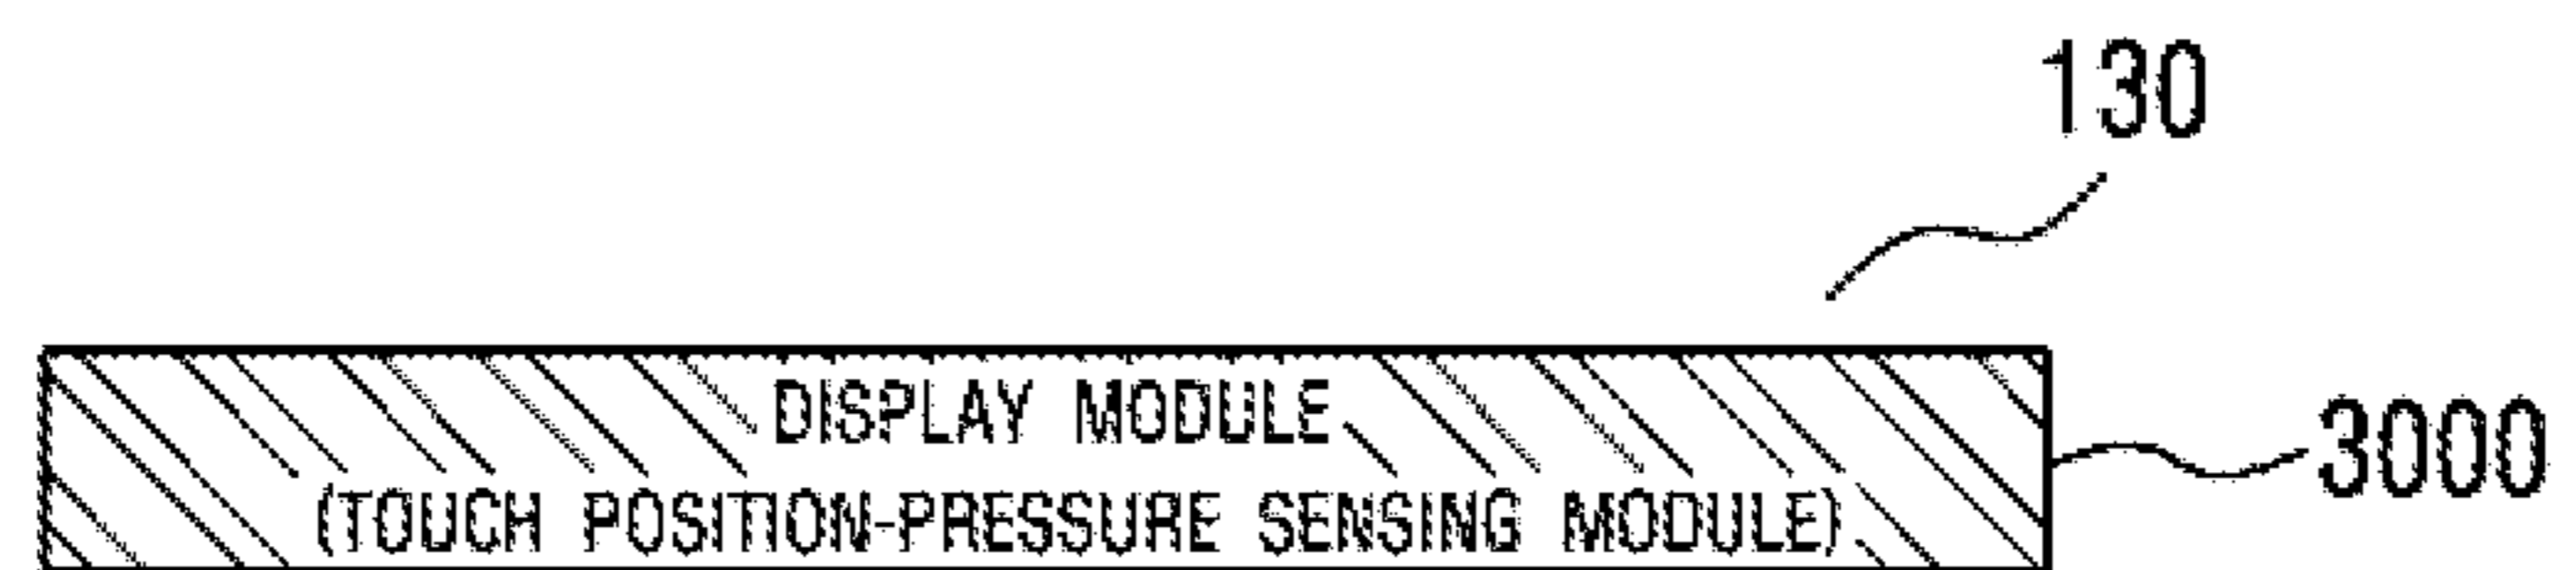 130
DISPLAY MODULE
3000
(TOUCH POSITION-PRESSURE SENSING MODULE)